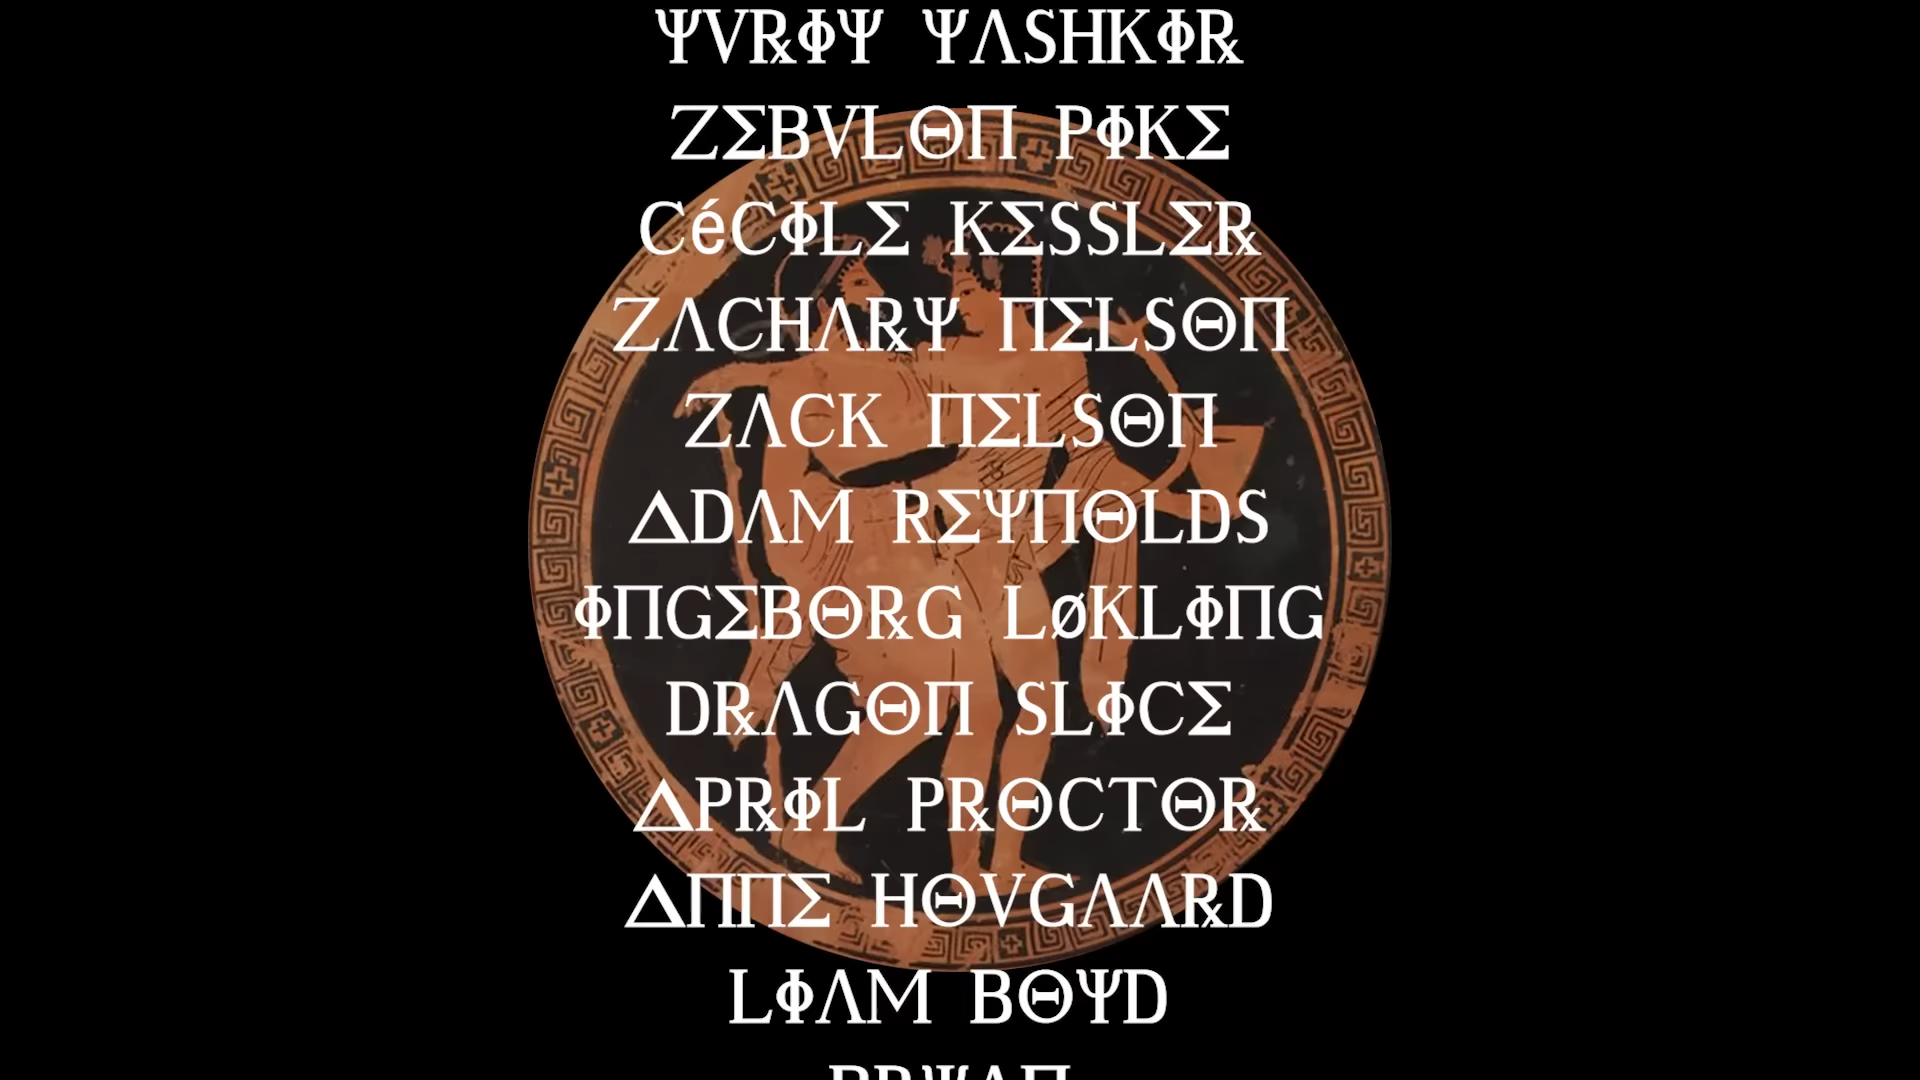 YURIY YASHKIR
ZEBULON PIKE
CéCILE KESSLER
ZACHARY NELSON
ZACK NELSON
ADAM REYNOLDS
INGEBORG LøKLING
DRAGON SLICE
APRIL PROCTOR
ANNE HOVGAARD
LIAM BOYD